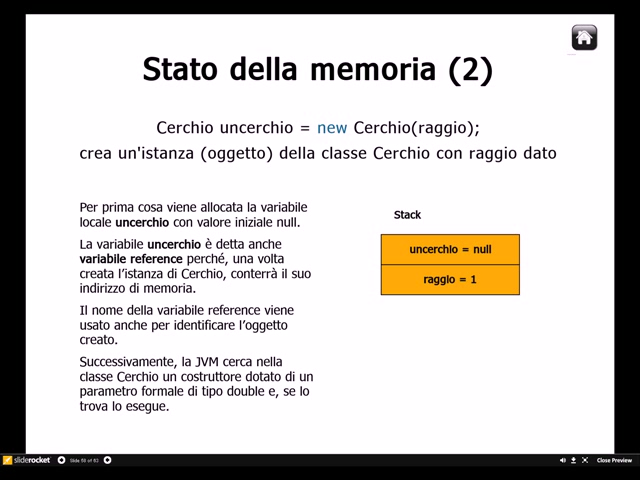 Stato della memoria (2)
Cerchio uncerchio = new Cerchio(raggio);
crea un'istanza (oggetto) della classe Cerchio con raggio dato
Per prima cosa viene allocata la variabile
locale uncerchio con valore iniziale null.
La variabile uncerchio è detta anche
variabile reference perché, una volta
creata l'istanza di Cerchio, conterrà il suo
indirizzo di memoria.
Il nome della variabile reference viene
usato anche per identificare l'oggetto
creato.
Successivamente, la JVM cerca nella
classe Cerchio un costruttore dotato di un
parametro formale di tipo double e, se lo
trova lo esegue.
Stack
uncerchio = null
raggio = 1
sliderocket
Close Preview